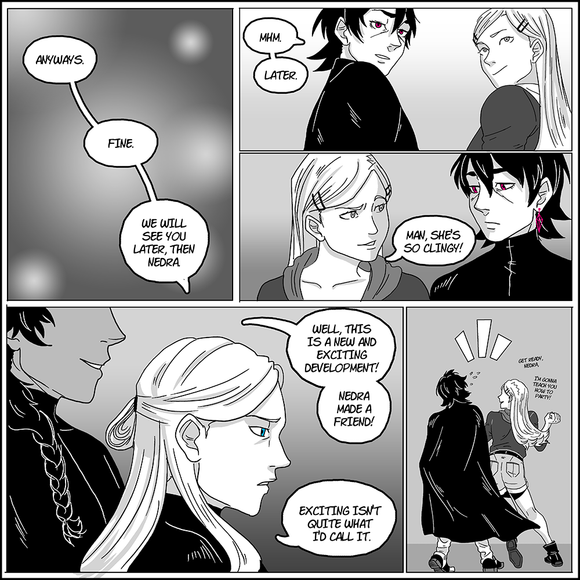 ANYWAYS.
FINE.
WE WILL
SEE YOU
LATER, THEN
NEDRA.
MHM.
LATER.
MAN, SHE'S
SO CLINGY!
WELL, THIS
IS A NEW AND
EXCITING
DEVELOPMENT!
NEDRA
MADE A
FRIEND!
EXCITING ISN'T
QUITE WHAT
I'D CALL IT.
GET READY,
NEDRA.
I'M GONNA
TEACH YOU
HOW TO
PARTY!